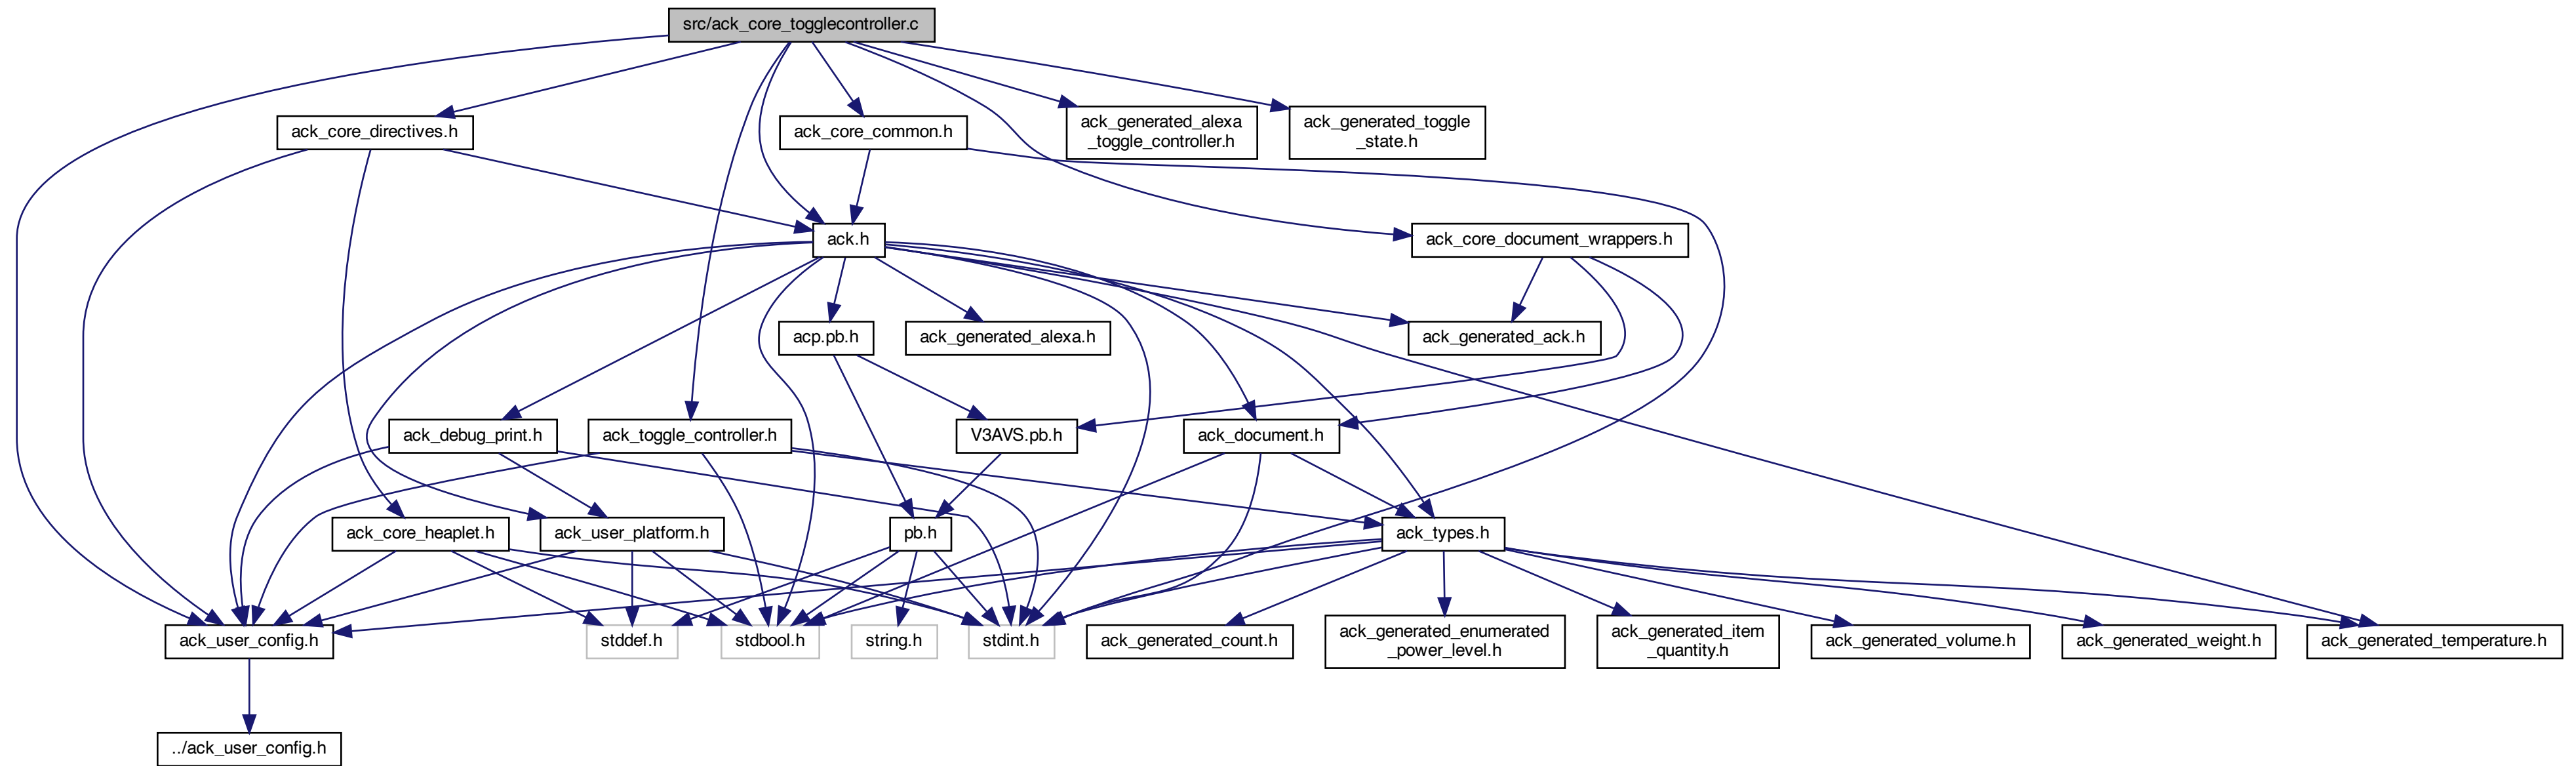 src/ack_core_togglecontroller.c
ack_core_directives.h
ack_core_common.h
ack_generated_alexa
_toggle_controller.h
ack_generated_toggle
_state.h
ack.h
ack_core_document_wrappers.h
acp.pb.h
ack_generated_alexa.h
ack_generated_ack.h
ack_debug_print.h
ack_toggle_controller.h
V3AVS.pb.h
ack_document.h
ack_core_heaplet.h
ack_user_platform.h
pb.h
ack_types.h
ack_user_config.h
stddef.h
stdbool.h
string.h
stdint.h
ack_generated_count.h
ack_generated_enumerated
_power_level.h
ack_generated_item
_quantity.h
ack_generated_volume.h
ack_generated_weight.h
ack_generated_temperature.h
../ack_user_config.h